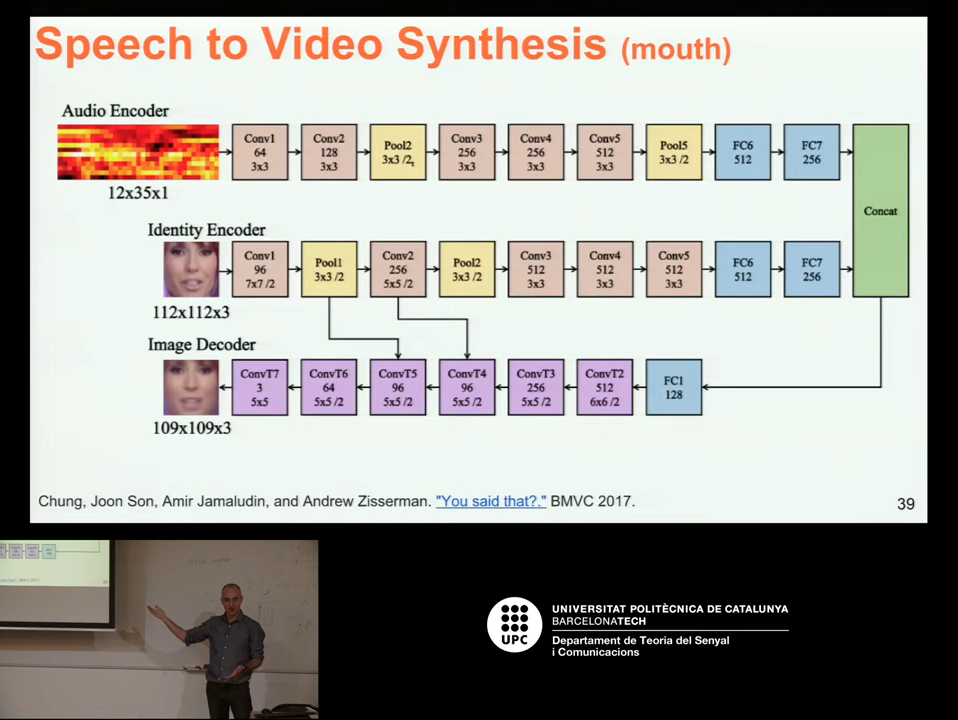 Speech to Video Synthesis (mouth)
Audio Encoder
12x35x1
Conv1
64
3x3
Conv2
128
3x3
Pool2
3x3 /2t
Conv3
256
3x3
Conv4
256
3x3
Conv5
512
3x3
Pool5
3x3 /2
FC6
512
FC7
256
Concat
Identity Encoder
112x112x3
Conv1
96
7x7 /2
Pool1
3x3 /2
Conv2
256
5x5 /2
Pool2
3x3 /2
Conv3
512
3x3
Conv4
512
3x3
Conv5
512
3x3
FC6
512
FC7
256
Image Decoder
109x109x3
ConvT7
3
5x5
ConvT6
64
5x5 /2
ConvT5
96
5x5 /2
ConvT4
96
5x5 /2
ConvT3
256
5x5 /2
ConvT2
512
6x6 /2
FC1
128
Chung, Joon Son, Amir Jamaludin, and Andrew Zisserman. "You said that?." BMVC 2017.
39
UPC
UNIVERSITAT POLITÈCNICA DE CATALUNYA
BARCELONATECH
Departament de Teoria del Senyal
i Comunicacions